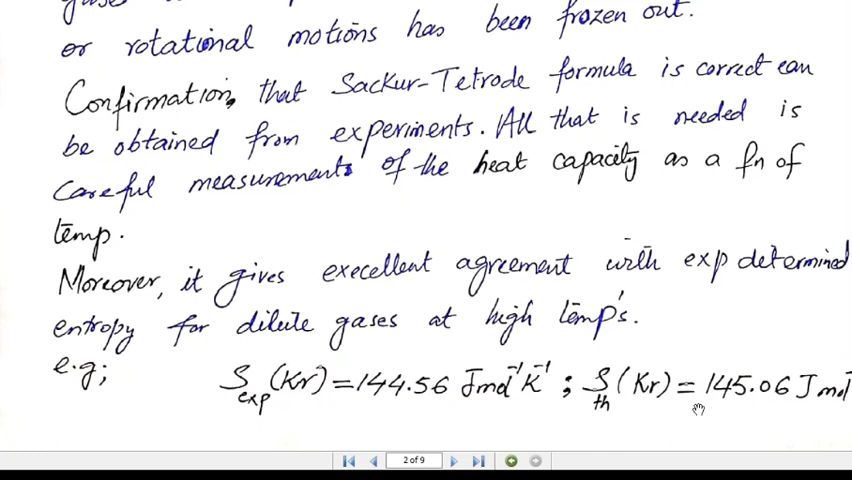 gase
or rotational motions has been frozen out.
Confirmation, that Sackur-Tetrode formula is correct can
be obtained from experiments. All that is needed is
careful measurements of the heat capacity as a fn of
temp.
Moreover, it gives execellent agreement with exp determined
entropy for dilute gases at high temp's.
e.g; S_exp (Kr) = 144.56 Jmol⁻¹K⁻¹ ; S_th (Kr) = 145.06 J mol
2 of 9